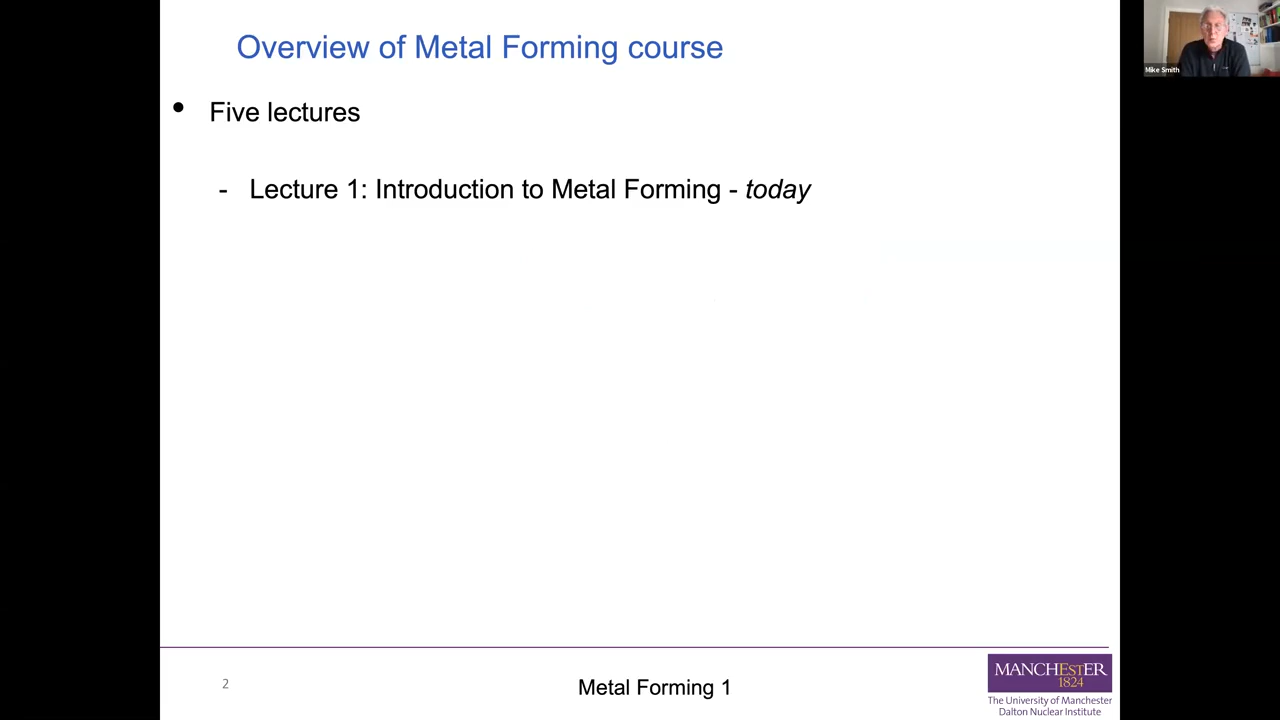 Overview of Metal Forming course
Mike Smith
• Five lectures
- Lecture 1: Introduction to Metal Forming - today
2
Metal Forming 1
MANCHESTER
1824
The University of Manchester
Dalton Nuclear Institute